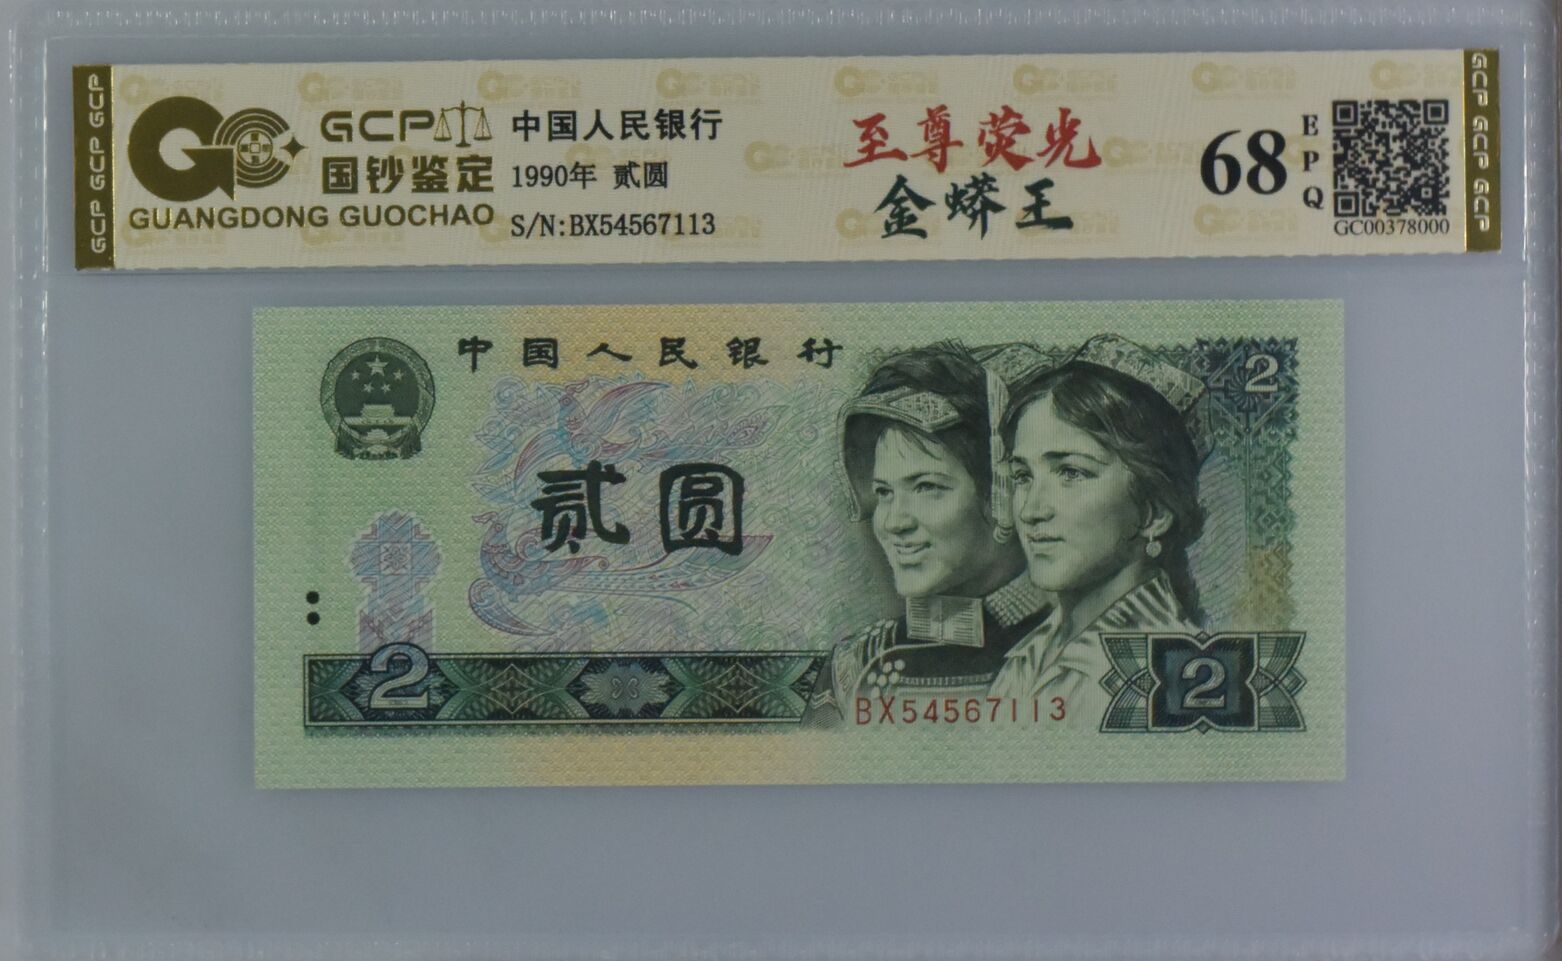 GCP GCP GCP
GCP
国钞鉴定
GUANGDONG GUOCHAO
中国人民银行
1990年 贰圆
S/N:BX54567113
至尊荧光
金蟒王
68
EPQ
GC00378000
GCP GCP GCP
中国人民银行
2
贰圆
2
2
BX54567113